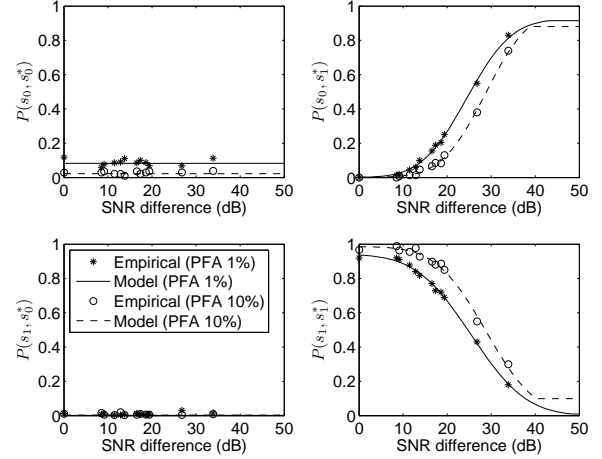 1
0.8
0.6
0.4
0.2
0
0 10 20 30 40 50
SNR difference (dB)
P(s₀, s₀*)
1
0.8
0.6
0.4
0.2
0
0 10 20 30 40 50
SNR difference (dB)
P(s₀, s₁*)
1
0.8
0.6
0.4
0.2
0
0 10 20 30 40 50
SNR difference (dB)
P(s₁, s₀*)
Empirical (PFA 1%)
Model (PFA 1%)
Empirical (PFA 10%)
Model (PFA 10%)
1
0.8
0.6
0.4
0.2
0
0 10 20 30 40 50
SNR difference (dB)
P(s₁, s₁*)